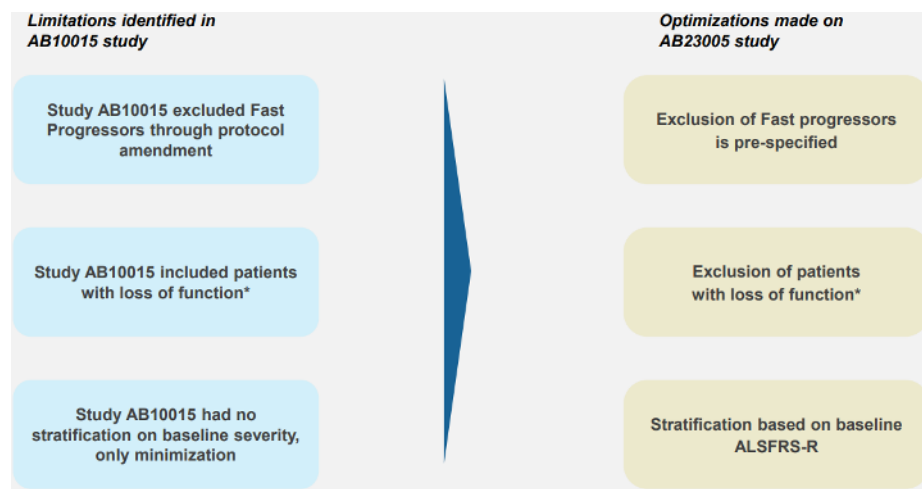 Limitations identified in
AB10015 study
Optimizations made on
AB23005 study
Study AB10015 excluded Fast
Progressors through protocol
amendment
Exclusion of Fast progressors
is pre-specified
Study AB10015 included patients
with loss of function*
Exclusion of patients
with loss of function*
Study AB10015 had no
stratification on baseline severity,
only minimization
Stratification based on baseline
ALSFRS-R